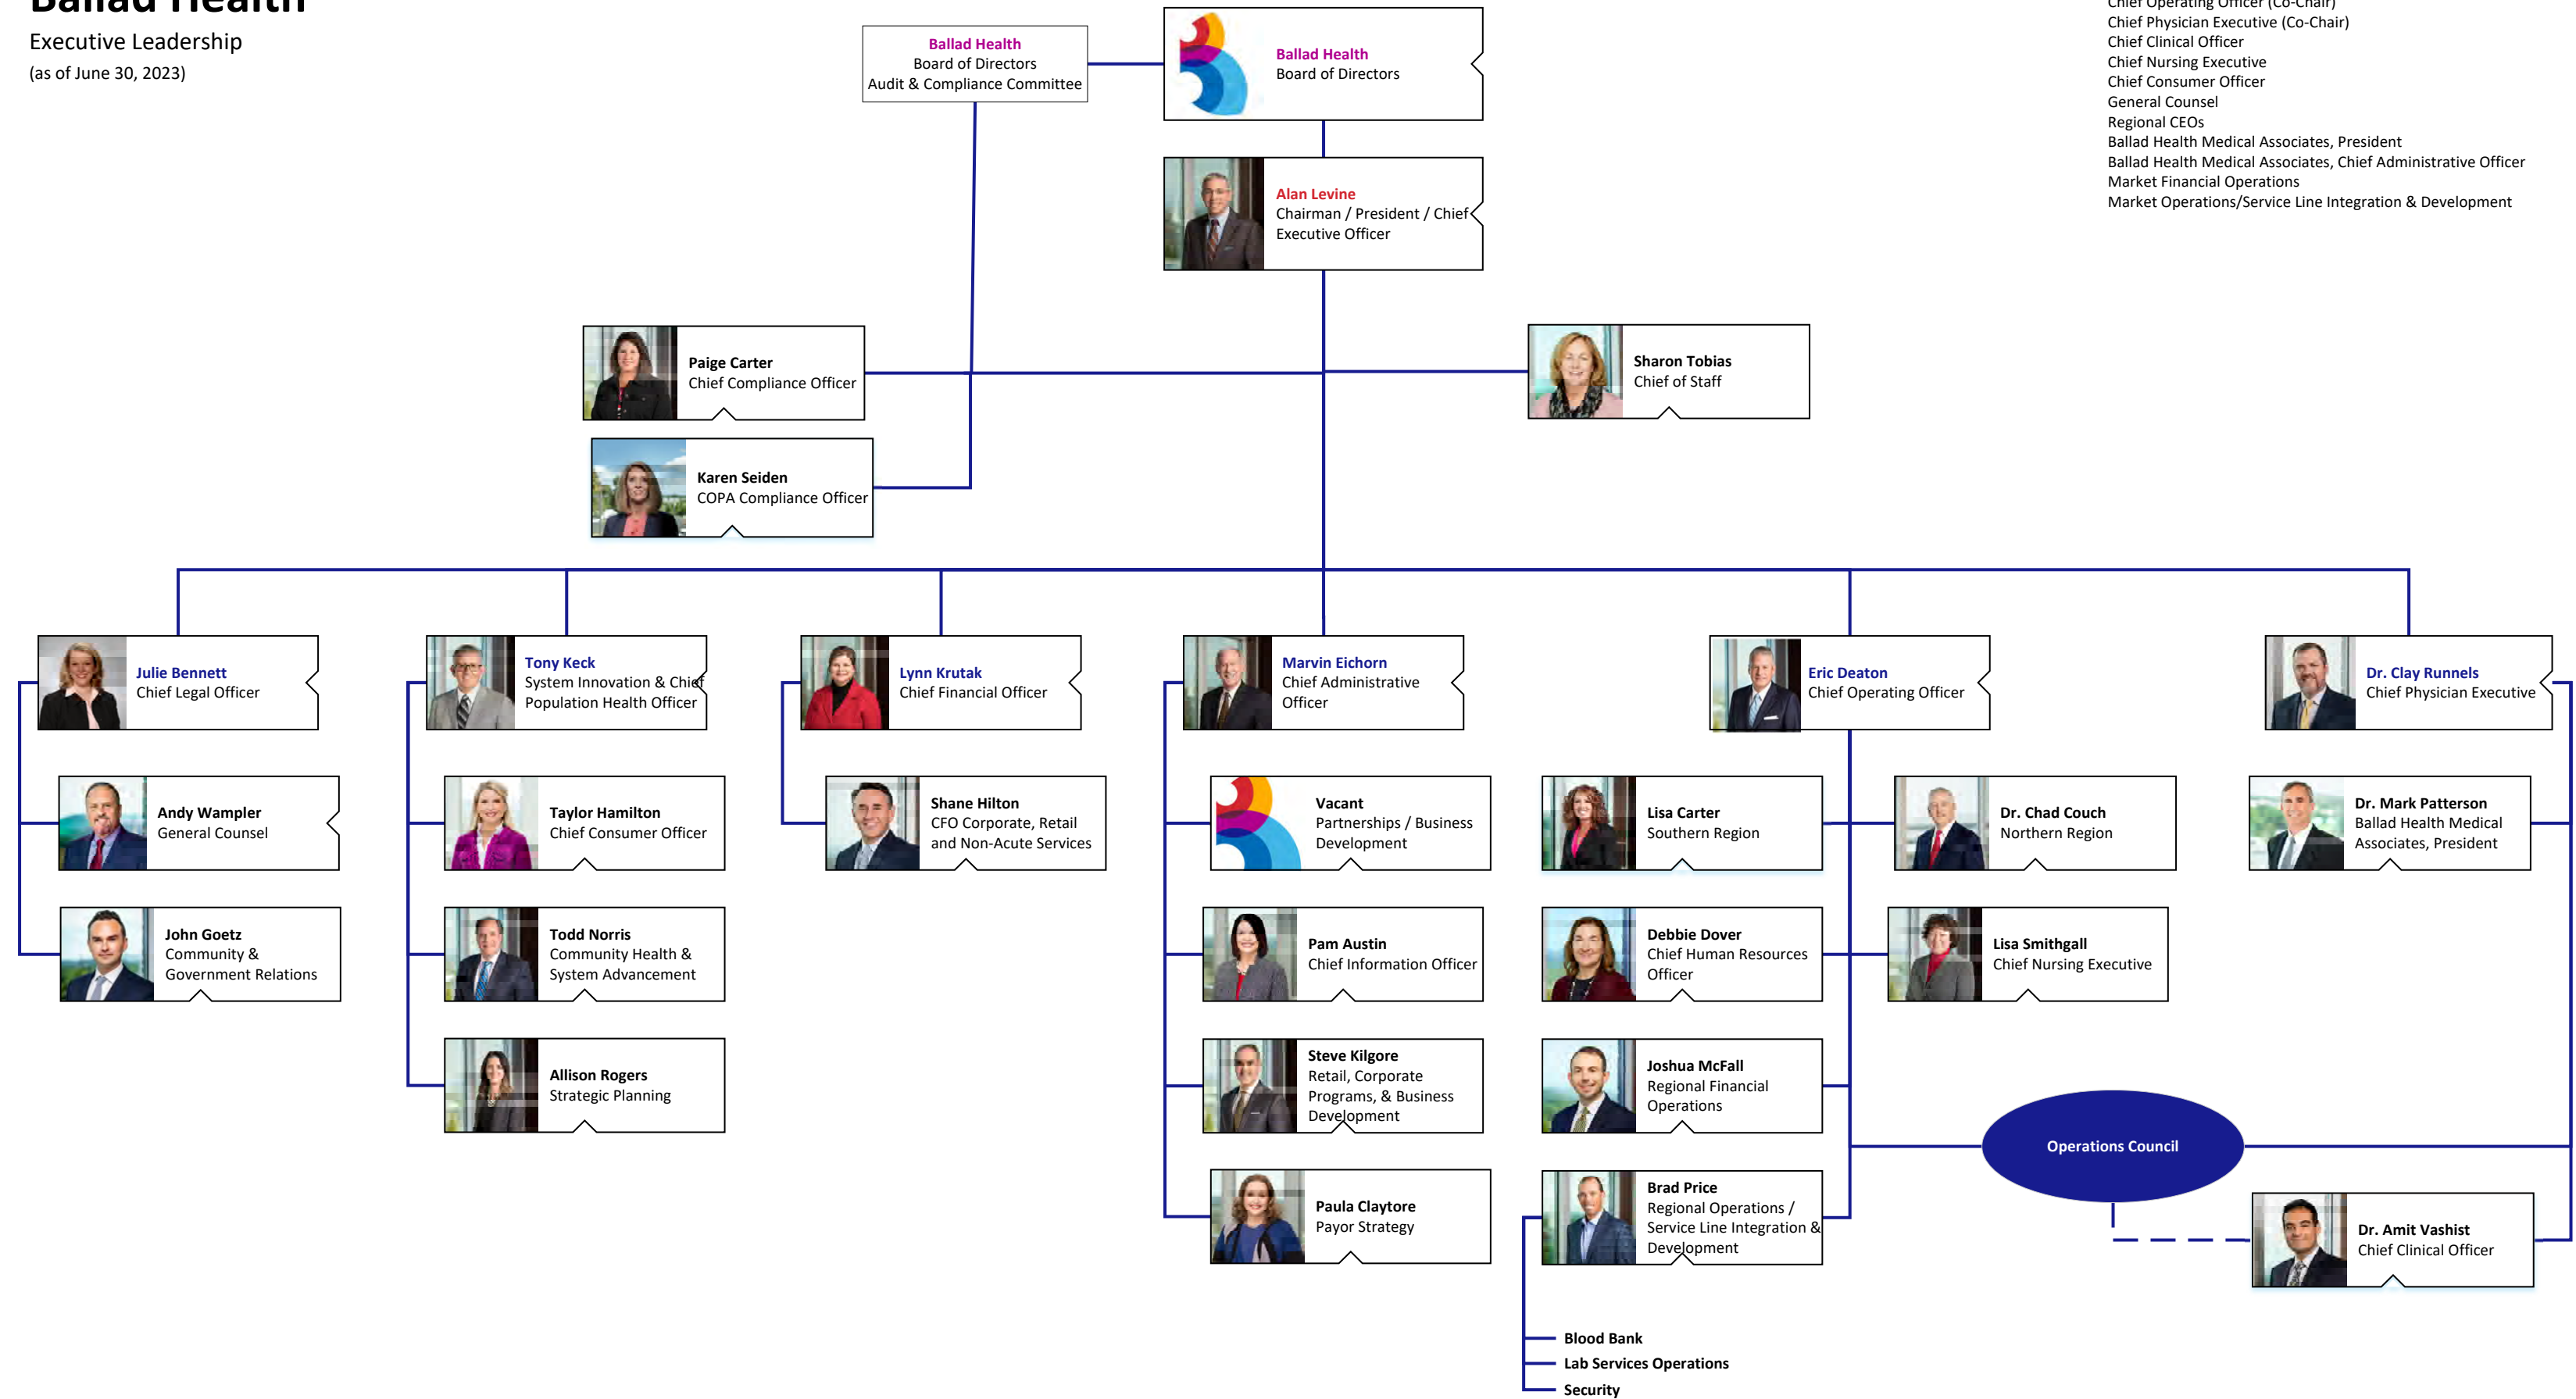 Ballad Health
Executive Leadership
(as of June 30, 2023)
Ballad Health
Board of Directors
Audit & Compliance Committee
Ballad Health
Board of Directors
Chief Operating Officer (Co-Chair)
Chief Physician Executive (Co-Chair)
Chief Clinical Officer
Chief Nursing Executive
Chief Consumer Officer
General Counsel
Regional CEOs
Ballad Health Medical Associates, President
Ballad Health Medical Associates, Chief Administrative Officer
Market Financial Operations
Market Operations/Service Line Integration & Development
Alan Levine
Chairman / President / Chief
Executive Officer
Paige Carter
Chief Compliance Officer
Sharon Tobias
Chief of Staff
Karen Seiden
COPA Compliance Officer
Julie Bennett
Chief Legal Officer
Tony Keck
System Innovation & Chief
Population Health Officer
Lynn Krutak
Chief Financial Officer
Marvin Eichorn
Chief Administrative
Officer
Eric Deaton
Chief Operating Officer
Dr. Clay Runnels
Chief Physician Executive
Andy Wampler
General Counsel
Taylor Hamilton
Chief Consumer Officer
Shane Hilton
CFO Corporate, Retail
and Non-Acute Services
Vacant
Partnerships / Business
Development
Lisa Carter
Southern Region
Dr. Chad Couch
Northern Region
Dr. Mark Patterson
Ballad Health Medical
Associates, President
John Goetz
Community &
Government Relations
Todd Norris
Community Health &
System Advancement
Pam Austin
Chief Information Officer
Debbie Dover
Chief Human Resources
Officer
Lisa Smithgall
Chief Nursing Executive
Allison Rogers
Strategic Planning
Steve Kilgore
Retail, Corporate
Programs, & Business
Development
Joshua McFall
Regional Financial
Operations
Operations Council
Paula Claytore
Payor Strategy
Brad Price
Regional Operations /
Service Line Integration &
Development
Dr. Amit Vashist
Chief Clinical Officer
Blood Bank
Lab Services Operations
Security